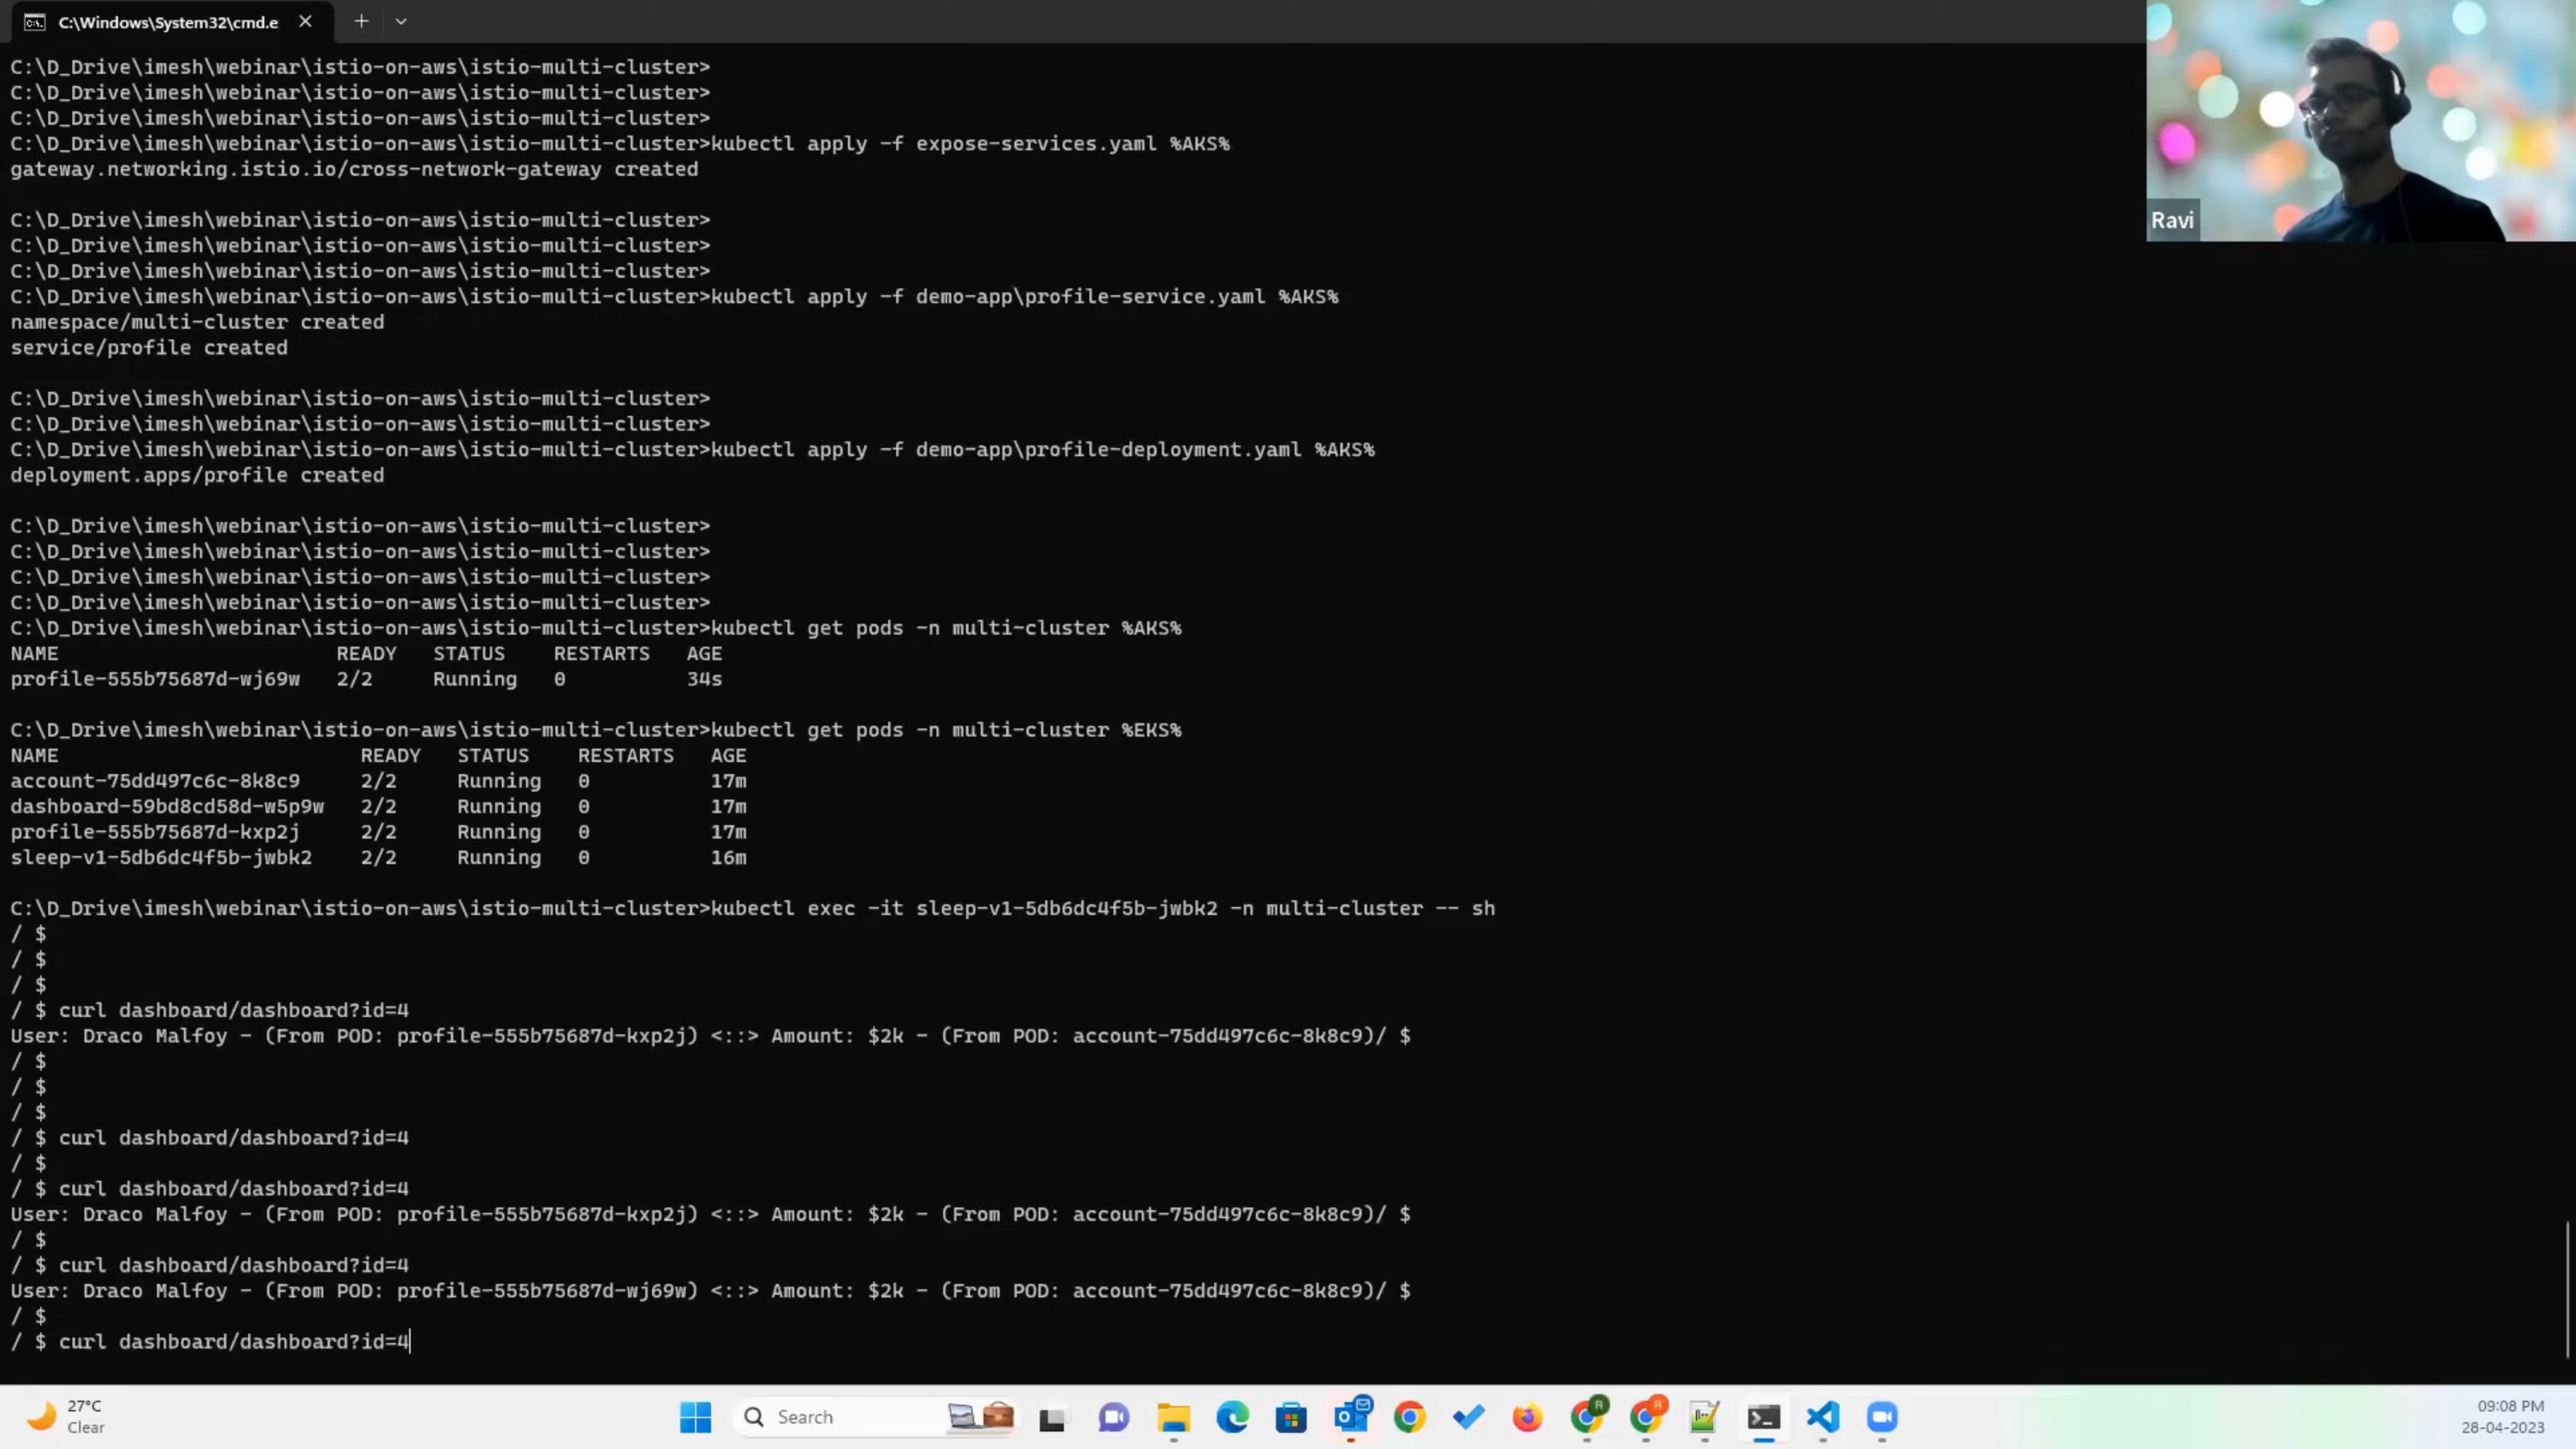 C:\Windows\System32\cmd.e
C:\D_Drive\imesh\webinar\istio-on-aws\istio-multi-cluster>
C:\D_Drive\imesh\webinar\istio-on-aws\istio-multi-cluster>
C:\D_Drive\imesh\webinar\istio-on-aws\istio-multi-cluster>
C:\D_Drive\imesh\webinar\istio-on-aws\istio-multi-cluster>kubectl apply -f expose-services.yaml %AKS%
gateway.networking.istio.io/cross-network-gateway created
C:\D_Drive\imesh\webinar\istio-on-aws\istio-multi-cluster>
C:\D_Drive\imesh\webinar\istio-on-aws\istio-multi-cluster>
C:\D_Drive\imesh\webinar\istio-on-aws\istio-multi-cluster>
C:\D_Drive\imesh\webinar\istio-on-aws\istio-multi-cluster>kubectl apply -f demo-app\profile-service.yaml %AKS%
namespace/multi-cluster created
service/profile created
C:\D_Drive\imesh\webinar\istio-on-aws\istio-multi-cluster>
C:\D_Drive\imesh\webinar\istio-on-aws\istio-multi-cluster>
C:\D_Drive\imesh\webinar\istio-on-aws\istio-multi-cluster>kubectl apply -f demo-app\profile-deployment.yaml %AKS%
deployment.apps/profile created
C:\D_Drive\imesh\webinar\istio-on-aws\istio-multi-cluster>
C:\D_Drive\imesh\webinar\istio-on-aws\istio-multi-cluster>
C:\D_Drive\imesh\webinar\istio-on-aws\istio-multi-cluster>
C:\D_Drive\imesh\webinar\istio-on-aws\istio-multi-cluster>
C:\D_Drive\imesh\webinar\istio-on-aws\istio-multi-cluster>kubectl get pods -n multi-cluster %AKS%
NAME READY STATUS RESTARTS AGE
profile-555b75687d-wj69w 2/2 Running 0 34s
C:\D_Drive\imesh\webinar\istio-on-aws\istio-multi-cluster>kubectl get pods -n multi-cluster %EKS%
NAME READY STATUS RESTARTS AGE
account-75dd497c6c-8k8c9 2/2 Running 0 17m
dashboard-59bd8cd58d-w5p9w 2/2 Running 0 17m
profile-555b75687d-kxp2j 2/2 Running 0 17m
sleep-v1-5db6dc4f5b-jwbk2 2/2 Running 0 16m
C:\D_Drive\imesh\webinar\istio-on-aws\istio-multi-cluster>kubectl exec -it sleep-v1-5db6dc4f5b-jwbk2 -n multi-cluster -- sh
/ $
/ $
/ $
/ $ curl dashboard/dashboard?id=4
User: Draco Malfoy - (From POD: profile-555b75687d-kxp2j) <::> Amount: $2k - (From POD: account-75dd497c6c-8k8c9)/ $
/ $
/ $
/ $
/ $ curl dashboard/dashboard?id=4
/ $
/ $ curl dashboard/dashboard?id=4
User: Draco Malfoy - (From POD: profile-555b75687d-kxp2j) <::> Amount: $2k - (From POD: account-75dd497c6c-8k8c9)/ $
/ $
/ $ curl dashboard/dashboard?id=4
User: Draco Malfoy - (From POD: profile-555b75687d-wj69w) <::> Amount: $2k - (From POD: account-75dd497c6c-8k8c9)/ $
/ $
/ $ curl dashboard/dashboard?id=4
Ravi
27°C
Clear
Search
09:08 PM
28-04-2023